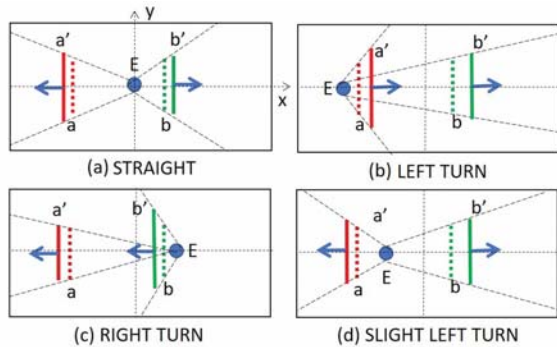 y
a' b' a' b'
E
E
x
a b a b
(a) STRAIGHT (b) LEFT TURN
a' b' a' b'
E
E
a b a b
(c) RIGHT TURN (d) SLIGHT LEFT TURN